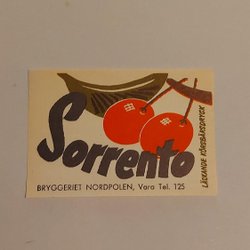 Sorrento
BRYGGERIET NORDPOLEN, Vara Tel. 125
LÄSKANDE KÖRSBÄRSDRYCK